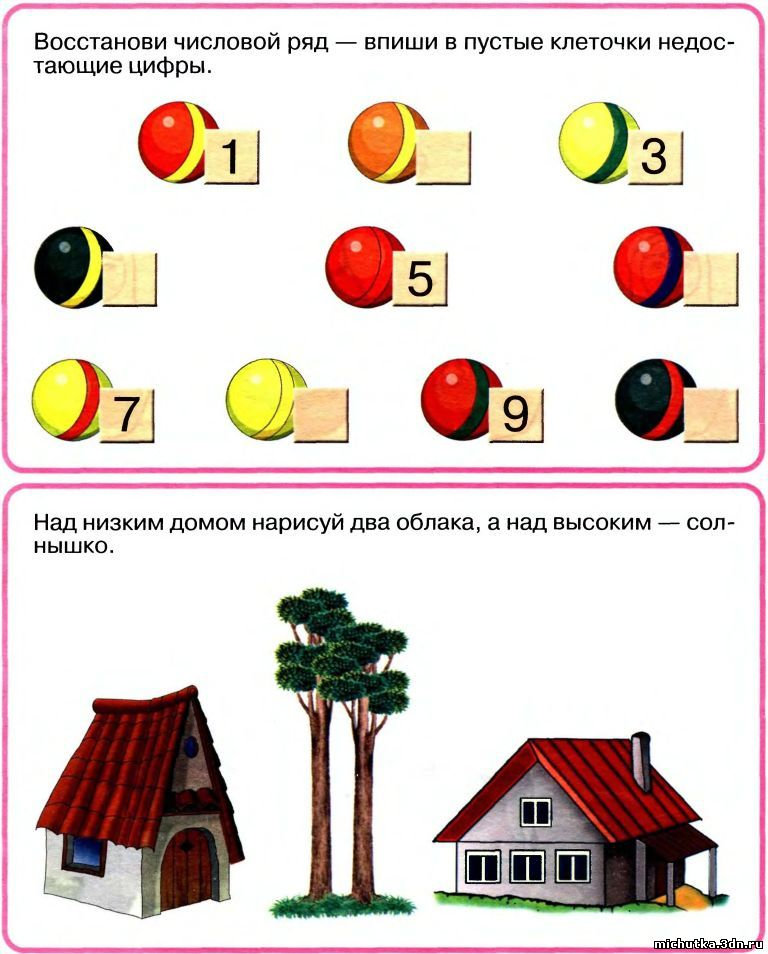 Восстанови числовой ряд — впиши в пустые клеточки недос-
тающие цифры.
1 3
5
7 9
Над низким домом нарисуй два облака, а над высоким — сол-
нышко.
michutka.3dn.ru